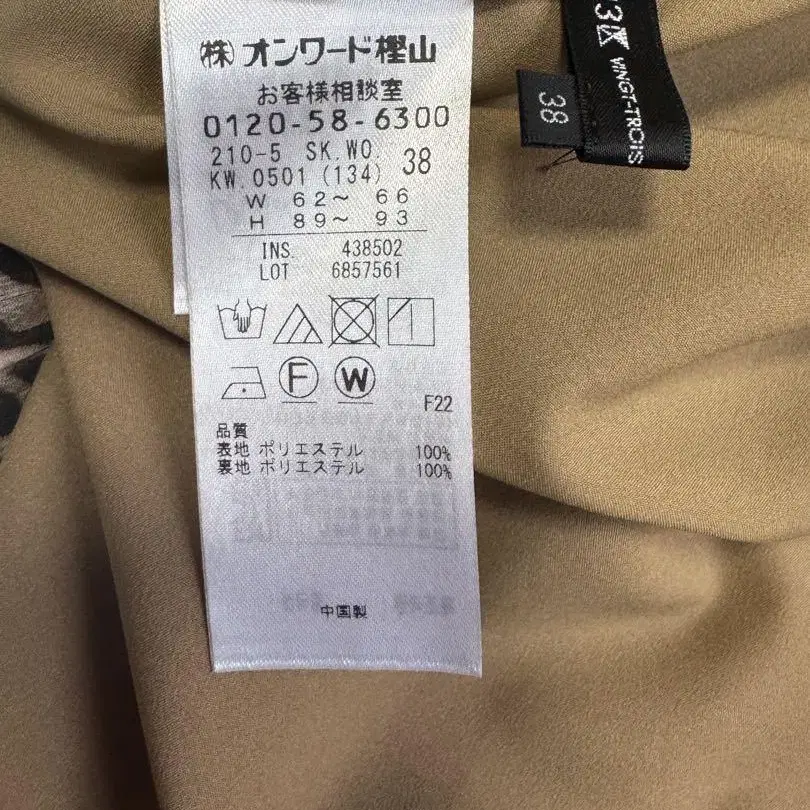 (株)オンワード樫山
お客様相談室
0120-58-6300
210-5 SK.WO. 38
KW.0501 (134)
W 62〜 66
H 89〜 93
INS. 438502
LOT 6857561
F
W
F22
品質
表地 ポリエステル 100%
裏地 ポリエステル 100%
中国製
38
VINGT-TROIS